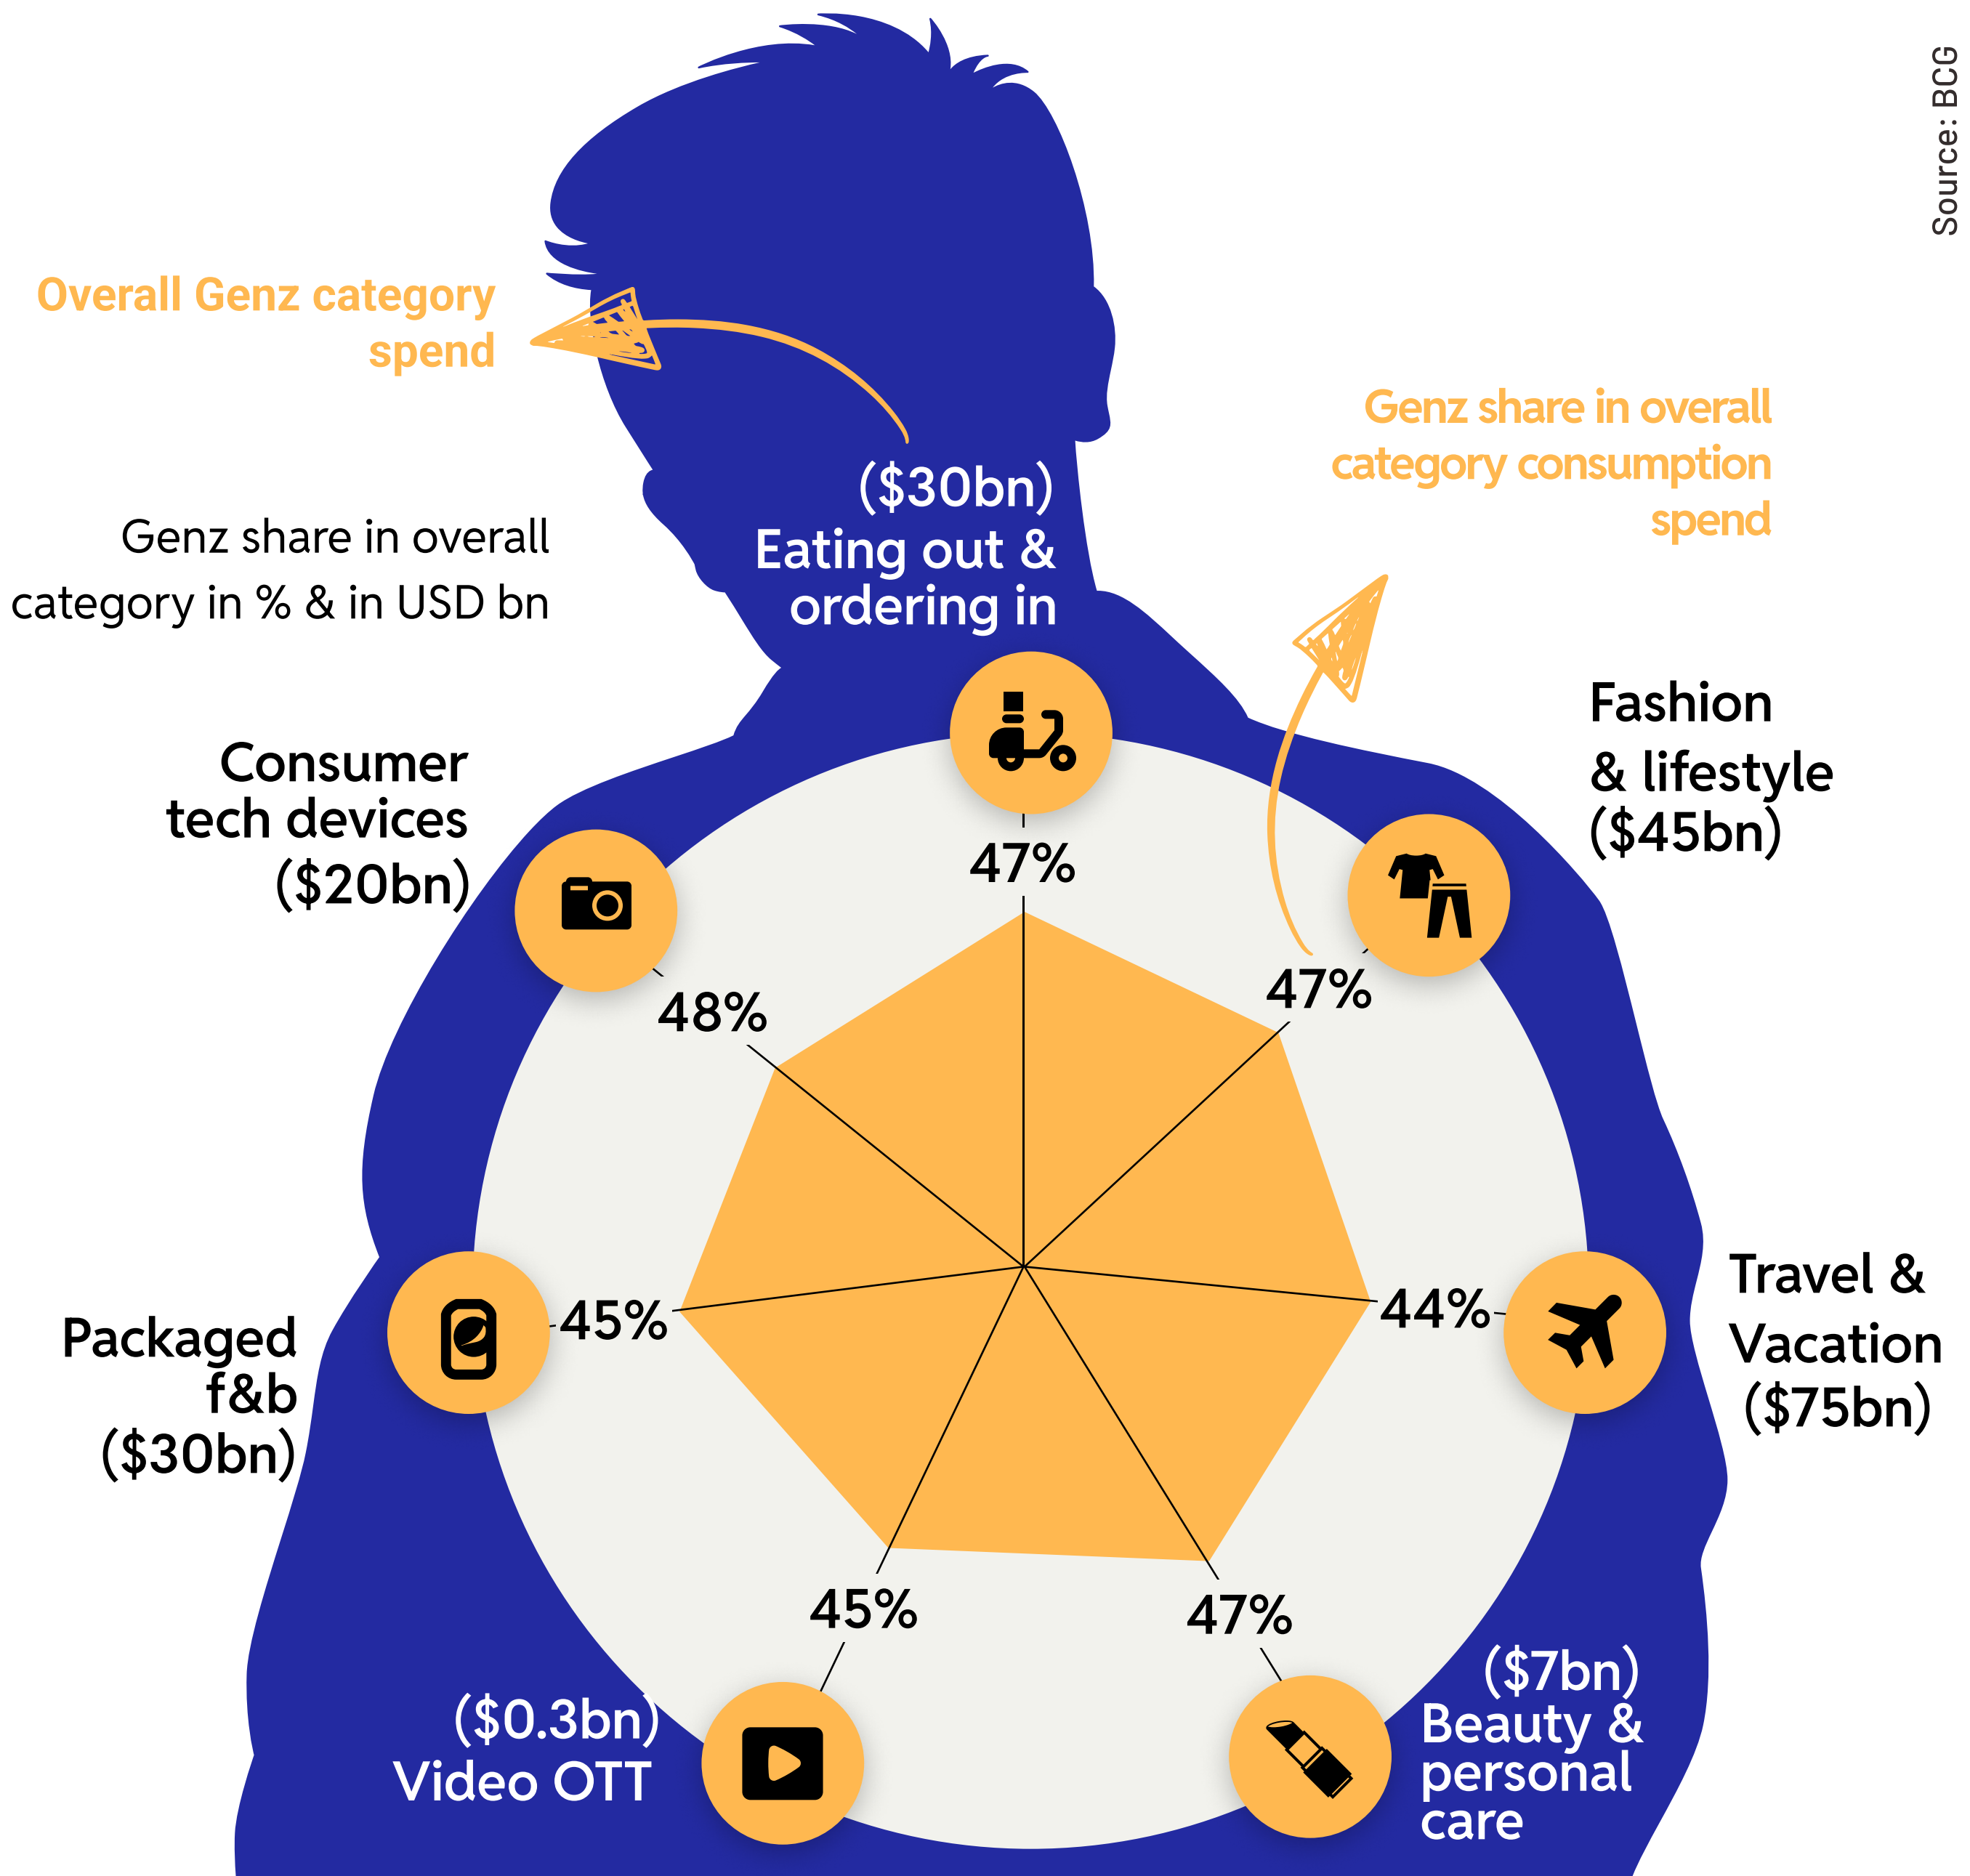 Source: BCG
Overall Genz category
spend
Genz share in overall
category consumption
spend
Genz share in overall
category in % & in USD bn
($30bn)
Eating out &
ordering in
47%
Fashion
& lifestyle
($45bn)
47%
Consumer
tech devices
($20bn)
48%
Travel &
Vacation
($75bn)
44%
Packaged
f&b
($30bn)
45%
45%
($0.3bn)
Video OTT
47%
($7bn)
Beauty &
personal
care